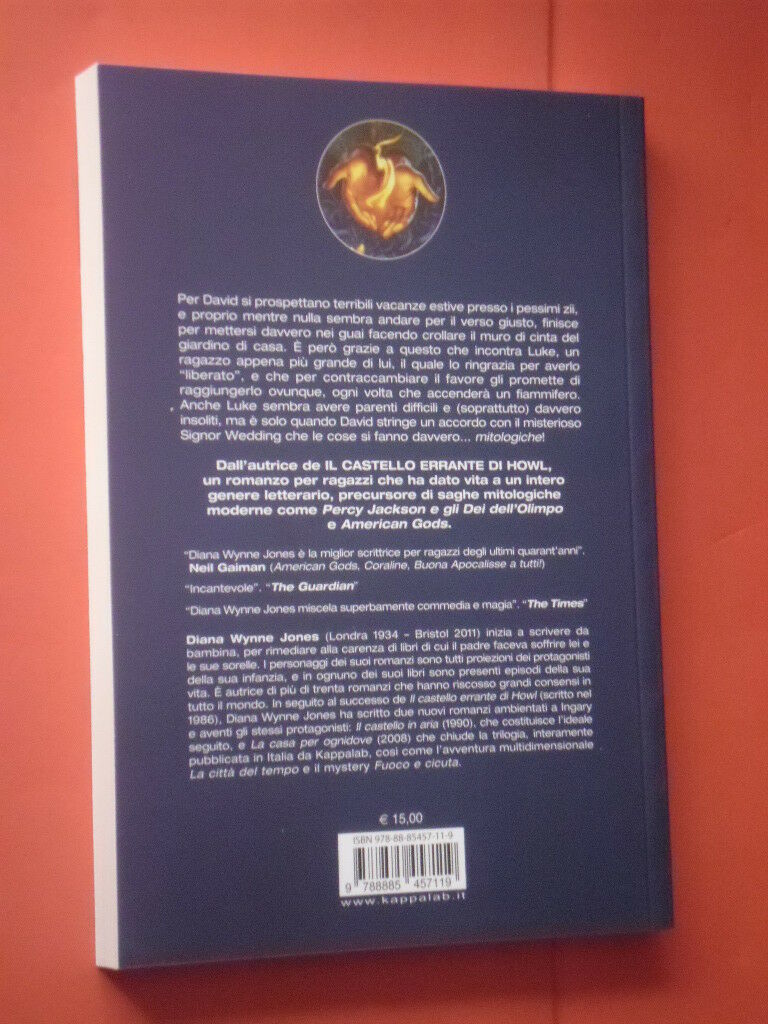 Per David si prospettano terribili vacanze estive presso i pessimi zii,
e proprio mentre nulla sembra andare per il verso giusto, finisce
per mettersi davvero nei guai facendo crollare il muro di cinta del
giardino di casa. È però grazie a questo che incontra Luke, un
ragazzo appena più grande di lui, il quale lo ringrazia per averlo
“liberato”, e che per contraccambiare il favore gli promette di
raggiungerlo ovunque, ogni volta che accenderà un fiammifero.
Anche Luke sembra avere parenti difficili e (soprattutto) davvero
insoliti, ma è solo quando David stringe un accordo con il misterioso
Signor Wedding che le cose si fanno davvero... mitologiche!
Dall'autrice de IL CASTELLO ERRANTE DI HOWL,
un romanzo per ragazzi che ha dato vita a un intero
genere letterario, precursore di saghe mitologiche
moderne come Percy Jackson e gli Dei dell'Olimpo
e American Gods.
“Diana Wynne Jones è la miglior scrittrice per ragazzi degli ultimi quarant'anni”.
Neil Gaiman (American Gods, Coraline, Buona Apocalisse a tutti!)
“Incantevole”. “The Guardian”
“Diana Wynne Jones miscela superbamente commedia e magia”. “The Times”
Diana Wynne Jones (Londra 1934 – Bristol 2011) inizia a scrivere da
bambina, per rimediare alla carenza di libri di cui il padre faceva soffrire lei e
le sue sorelle. I personaggi dei suoi romanzi sono tutti proiezioni dei protagonisti
della sua infanzia, e in ognuno dei suoi libri sono presenti episodi della sua
vita. È autrice di più di trenta romanzi che hanno riscosso grandi consensi in
tutto il mondo. In seguito al successo de Il castello errante di Howl (scritto nel
1986), Diana Wynne Jones ha scritto due nuovi romanzi ambientati a Ingary
e aventi gli stessi protagonisti: Il castello in aria (1990), che costituisce l'ideale
seguito, e La casa per ognidove (2008) che chiude la trilogia, interamente
pubblicata in Italia da Kappalab, così come l'avventura multidimensionale
La città del tempo e il mystery Fuoco e cicuta.
€ 15,00
ISBN 978-88-85457-11-9
9 788885 457119
www.kappalab.it